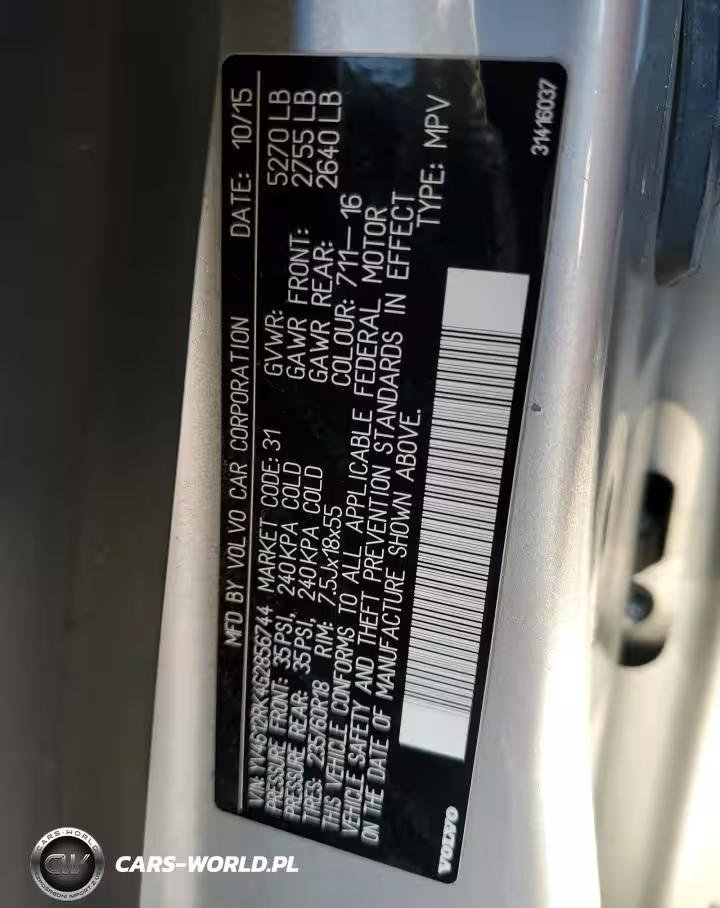 MFD BY VOLVO CAR CORPORATION DATE: 10/15
VIN: YV4612RK4G2856744 MARKET CODE: 31 GVWR: 5270 LB
PRESSURE FRONT: 35PSI, 240KPA COLD GAWR FRONT: 2755 LB
PRESSURE REAR: 35PSI, 240KPA COLD GAWR REAR: 2640 LB
TIRES: 235/60R18 RIM: 7.5Jx18x55 COLOUR: 711-16
THIS VEHICLE CONFORMS TO ALL APPLICABLE FEDERAL MOTOR
VEHICLE SAFETY AND THEFT PREVENTION STANDARDS IN EFFECT
ON THE DATE OF MANUFACTURE SHOWN ABOVE. TYPE: MPV
VOLVO
31416037
CARS-WORLD
CW
CARS-WORLD.PL